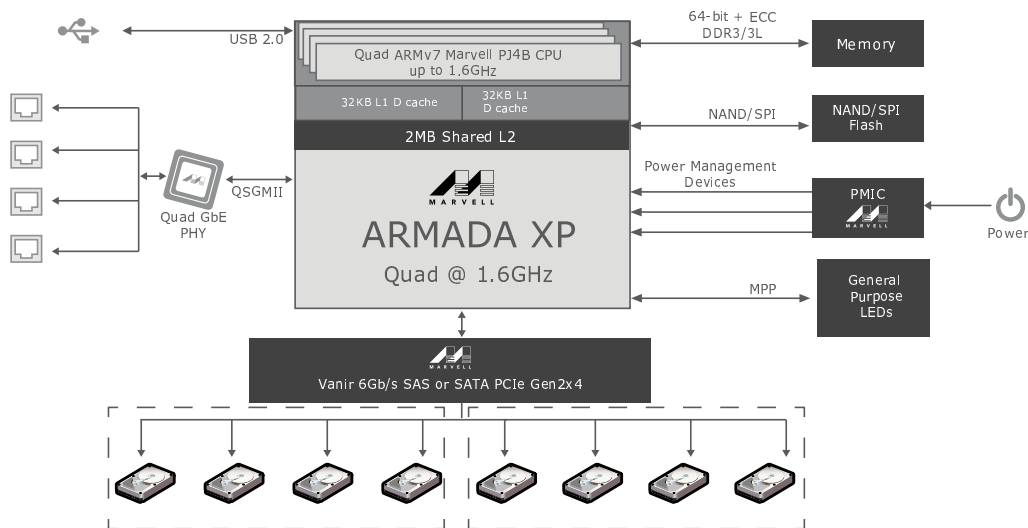 USB 2.0
Quad ARMv7 Marvell PJ4B CPU
up to 1.6GHz
64-bit + ECC
DDR3/3L
Memory
32KB L1 D cache
32KB L1
D cache
2MB Shared L2
NAND/SPI
NAND/SPI
Flash
QSGMII
Quad GbE
PHY
MARVELL
ARMADA XP
Quad @ 1.6GHz
Power Management
Devices
PMIC
MARVELL
Power
MPP
General
Purpose
LEDs
MARVELL
Vanir 6Gb/s SAS or SATA PCIe Gen2x4